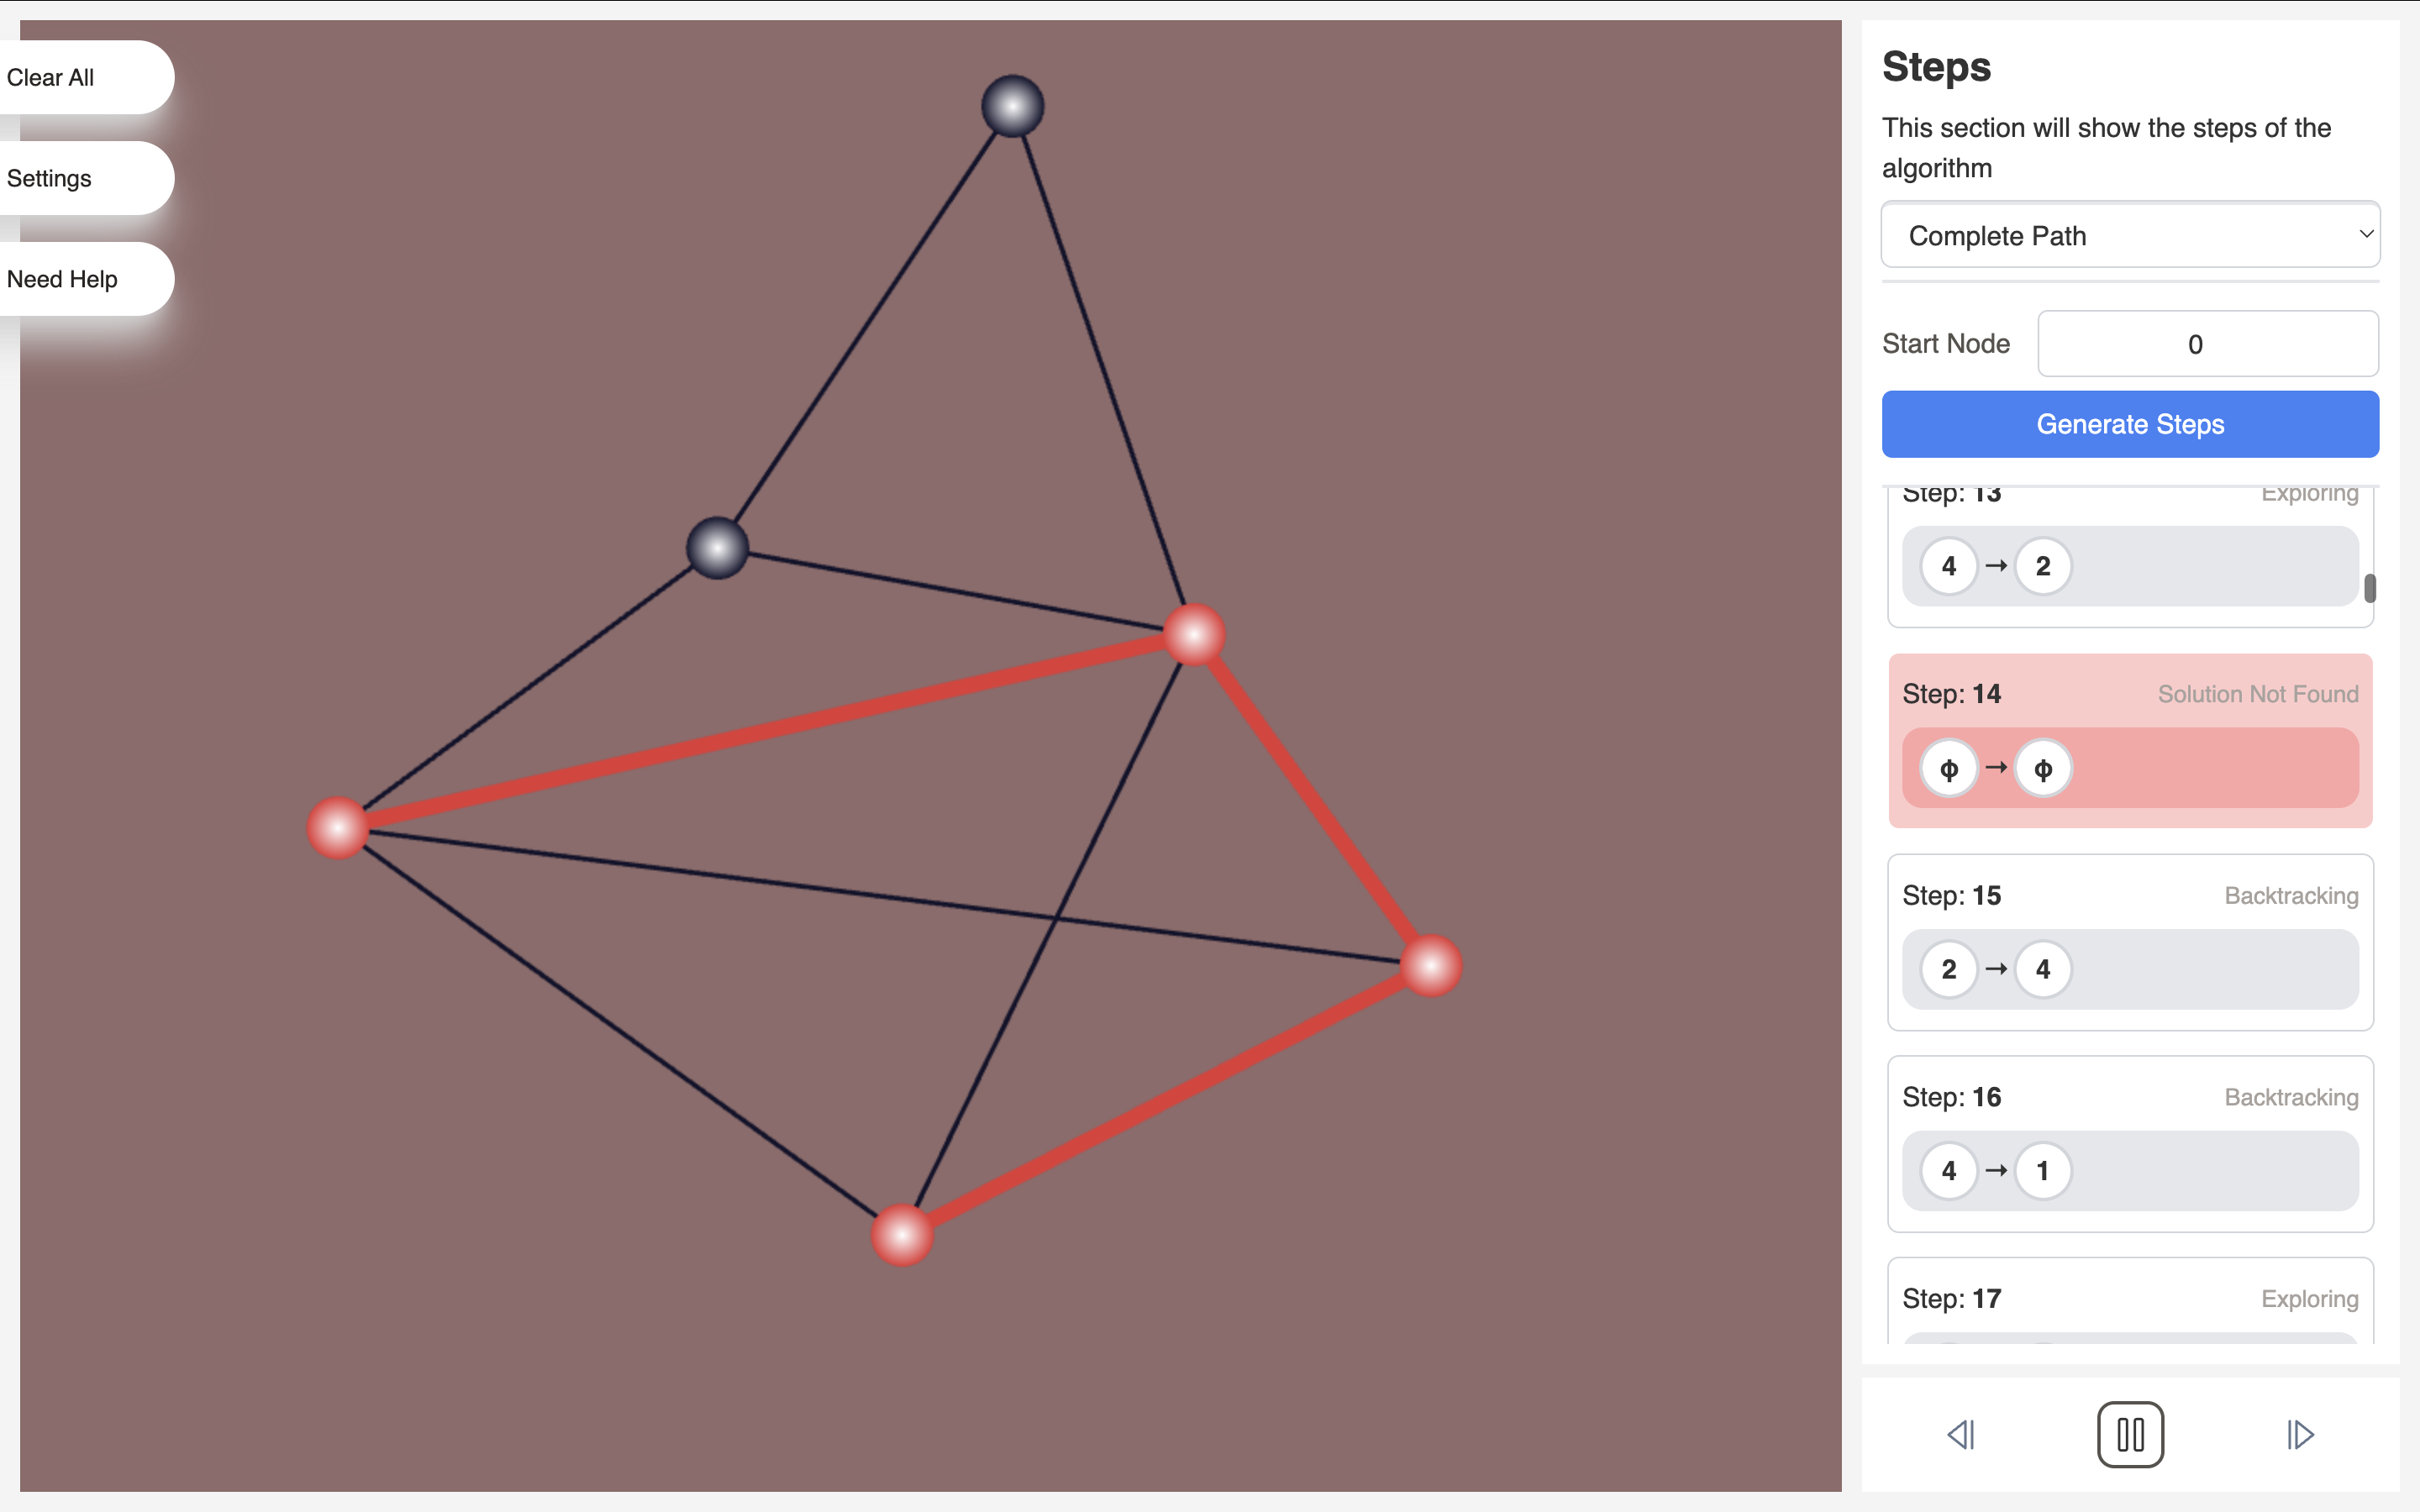 Clear All
Settings
Need Help
Steps
This section will show the steps of the
algorithm
Complete Path
Start Node
0
Generate Steps
Step: 13 Exploring
4 → 2
Step: 14 Solution Not Found
ф → ф
Step: 15 Backtracking
2 → 4
Step: 16 Backtracking
4 → 1
Step: 17 Exploring